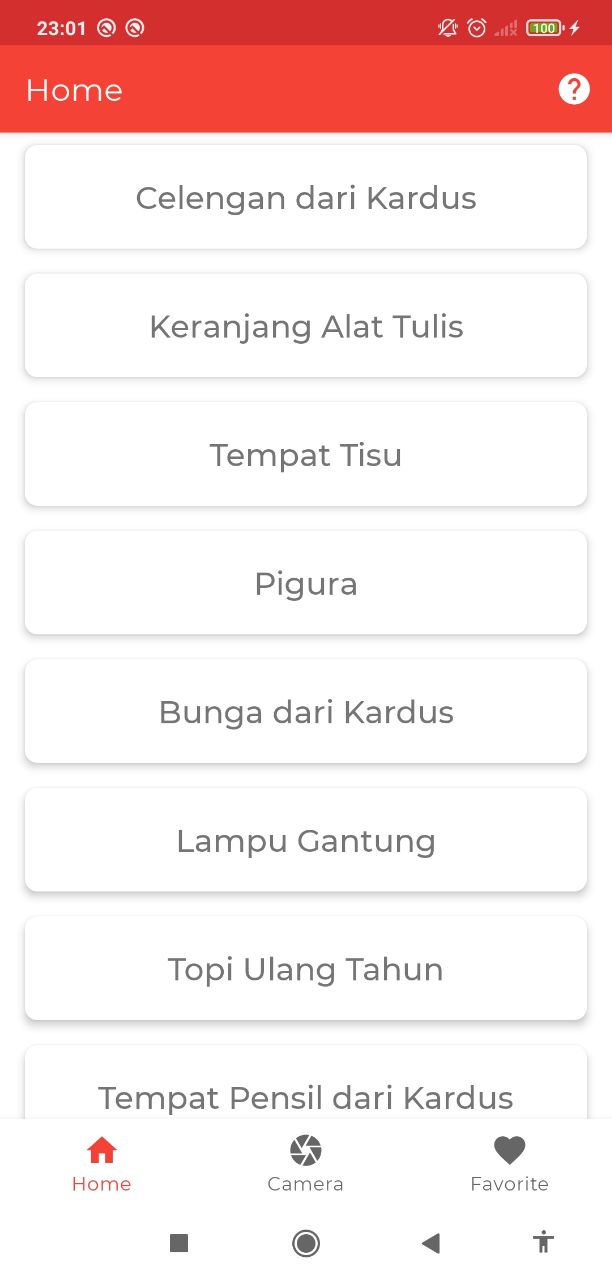 23:01
100
Home
Celengan dari Kardus
Keranjang Alat Tulis
Tempat Tisu
Pigura
Bunga dari Kardus
Lampu Gantung
Topi Ulang Tahun
Tempat Pensil dari Kardus
Home
Camera
Favorite